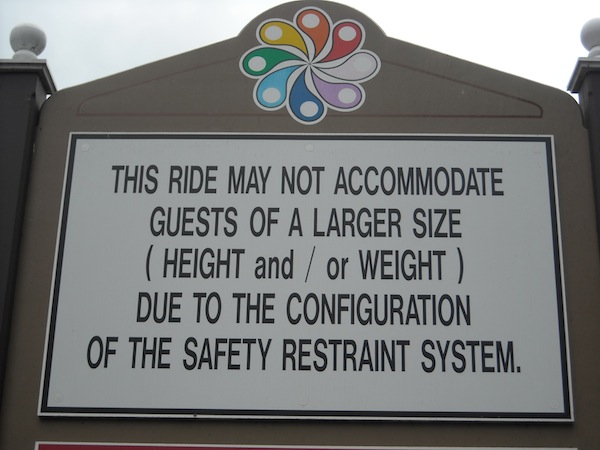 THIS RIDE MAY NOT ACCOMMODATE
GUESTS OF A LARGER SIZE
( HEIGHT and / or WEIGHT )
DUE TO THE CONFIGURATION
OF THE SAFETY RESTRAINT SYSTEM.